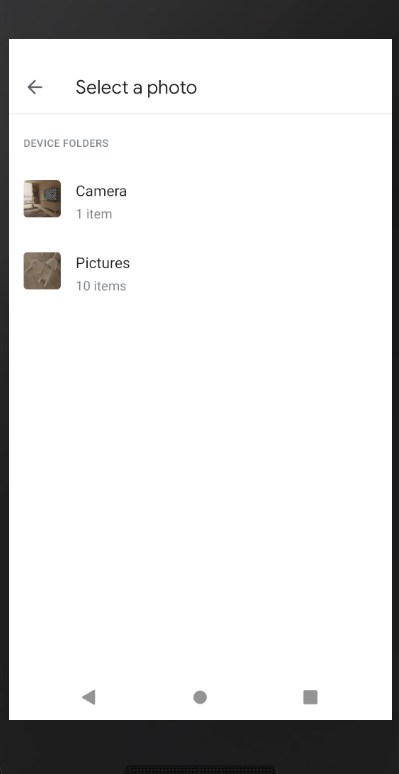 Select a photo
DEVICE FOLDERS
Camera
1 item
Pictures
10 items